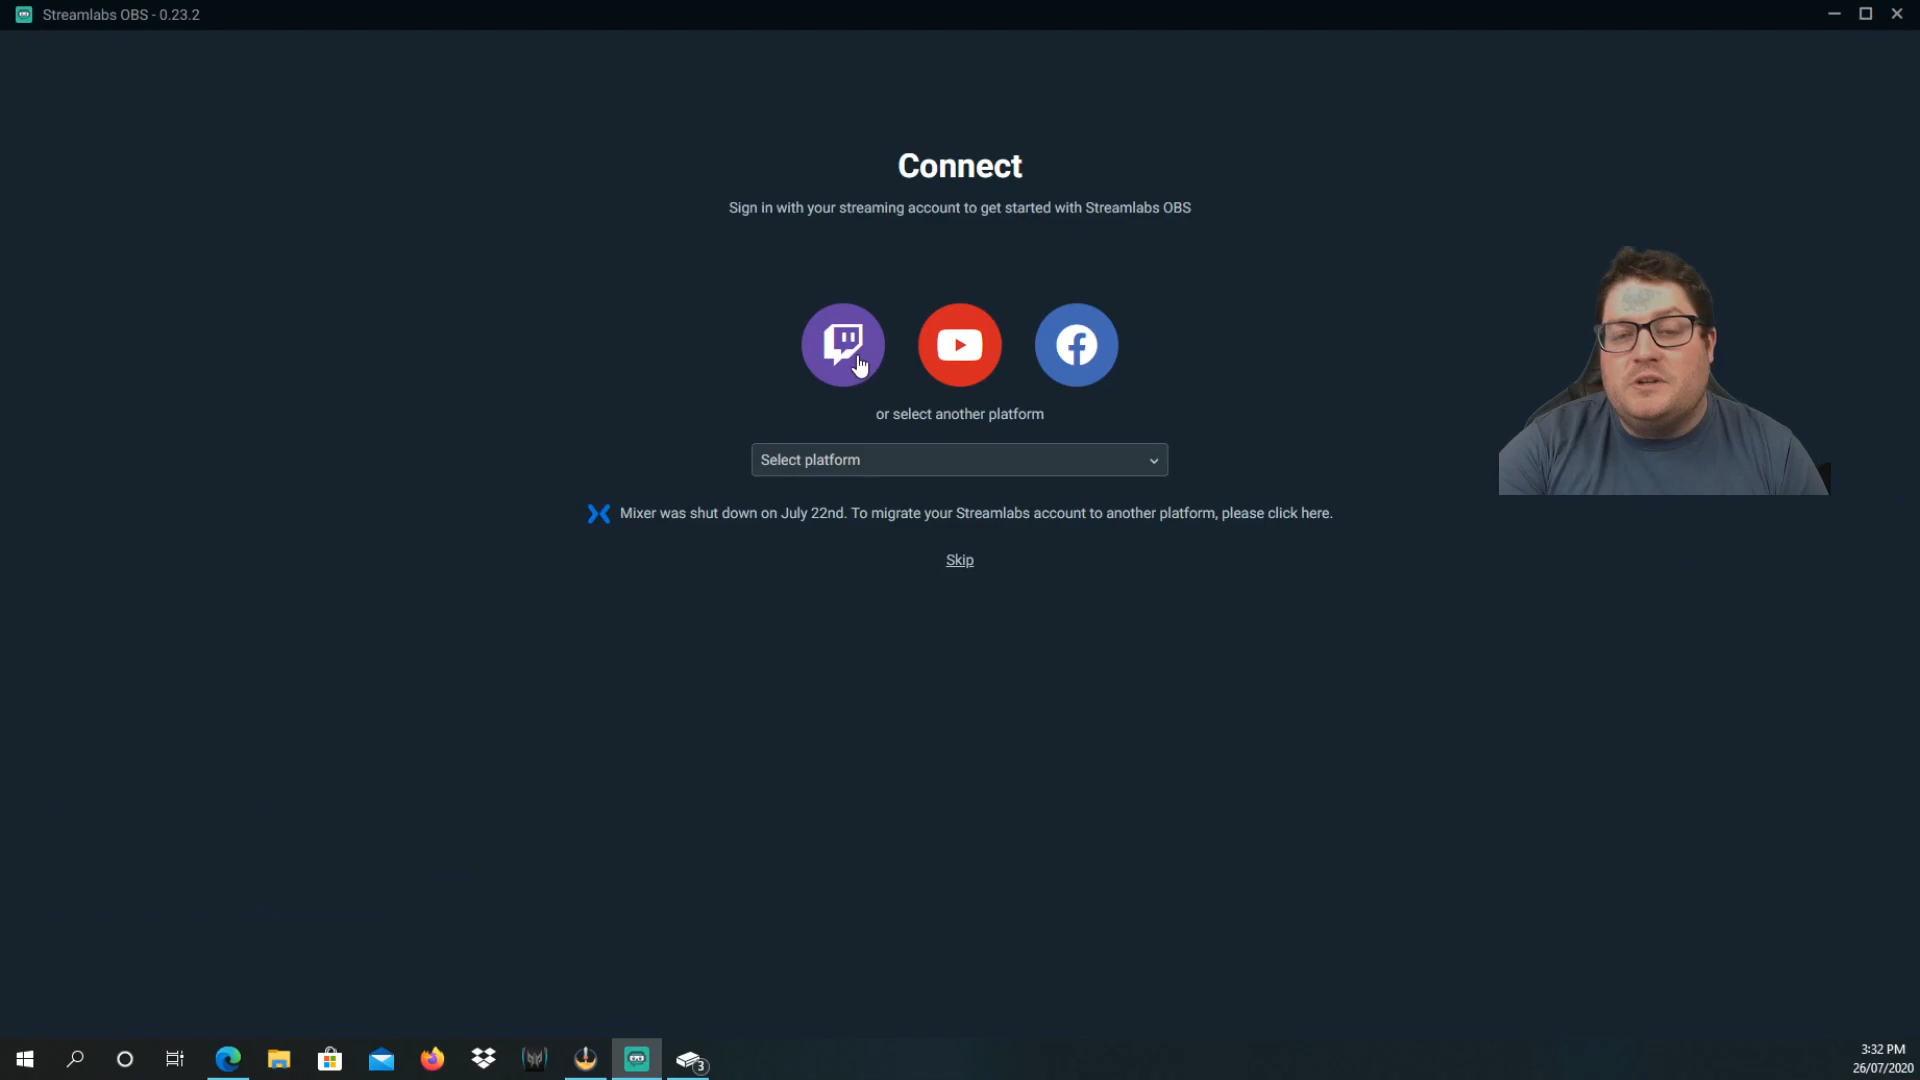 Streamlabs OBS - 0.23.2
Connect
Sign in with your streaming account to get started with Streamlabs OBS
or select another platform
Select platform
Mixer was shut down on July 22nd. To migrate your Streamlabs account to another platform, please click here.
Skip
3
3:32 PM
26/07/2020